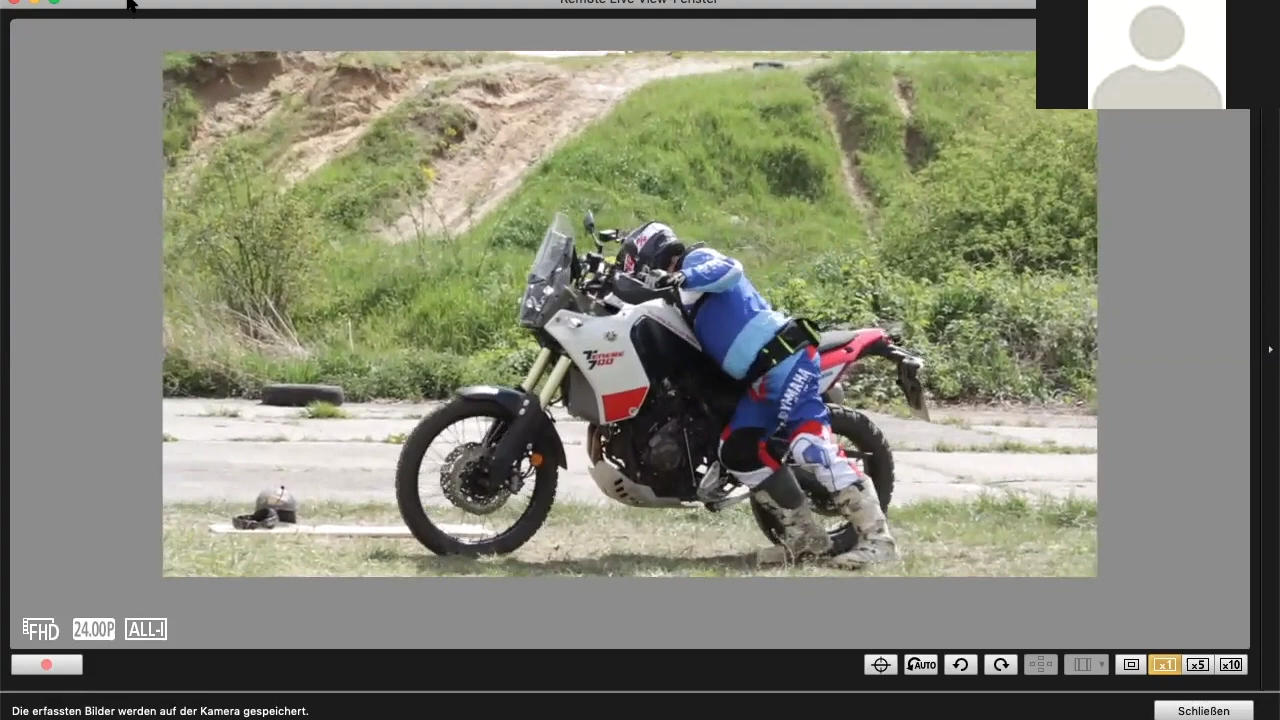 Remote Live View-Fenster
TéNéRé
700
YAMAHA
FHD 24.00P ALL-I
AUTO
x1 x5 x10
Die erfassten Bilder werden auf der Kamera gespeichert.
Schließen